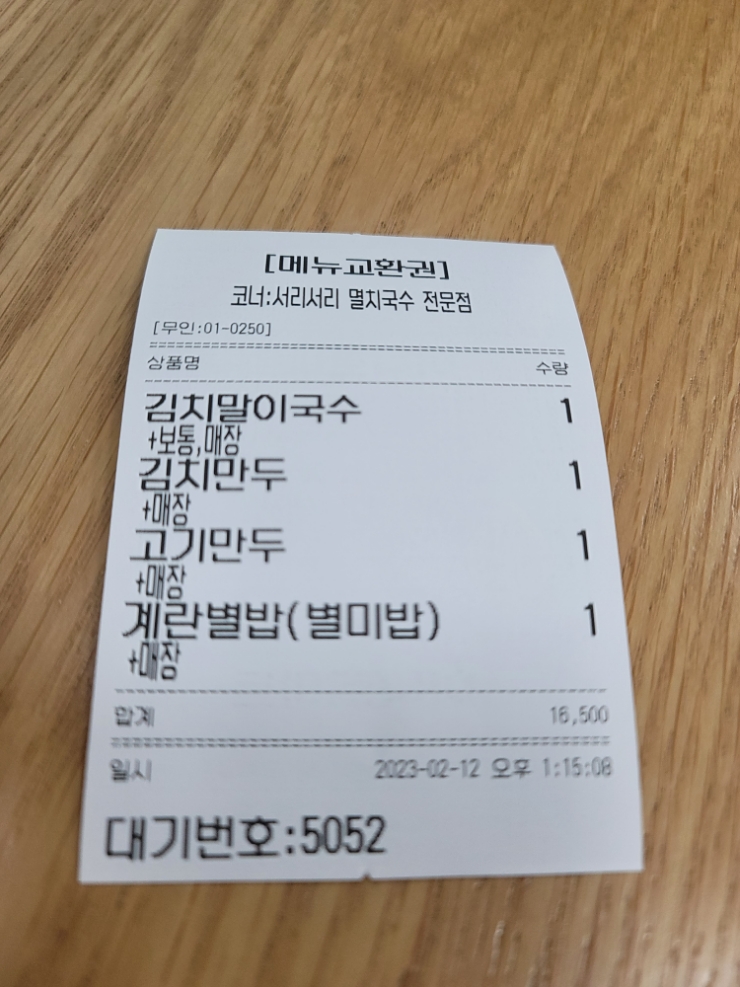 [메뉴교환권]
코너:서리서리 멸치국수 전문점
[무인:01-0250]
상품명 수량
김치말이국수 1
+보통,매장
김치만두 1
+매장
고기만두 1
+매장
계란별밥(별미밥) 1
+매장
합계 16,500
일시 2023-02-12 오후 1:15:08
대기번호:5052